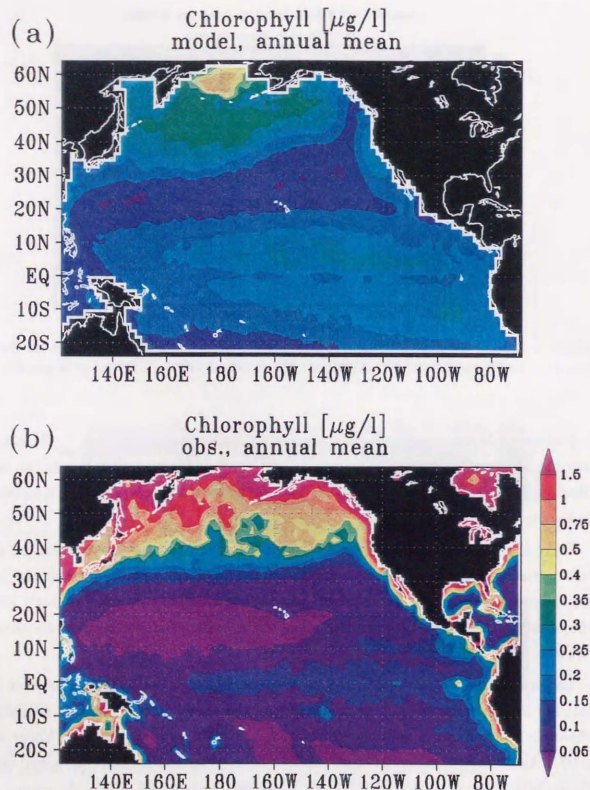 (a)
Chlorophyll [μg/l]
model, annual mean
60N
50N
40N
30N
20N
10N
EQ
10S
20S
140E 160E 180 160W 140W 120W 100W 80W
(b)
Chlorophyll [μg/l]
obs., annual mean
60N
50N
40N
30N
20N
10N
EQ
10S
20S
140E 160E 180 160W 140W 120W 100W 80W
1.5
1
0.75
0.5
0.4
0.35
0.3
0.25
0.2
0.15
0.1
0.05